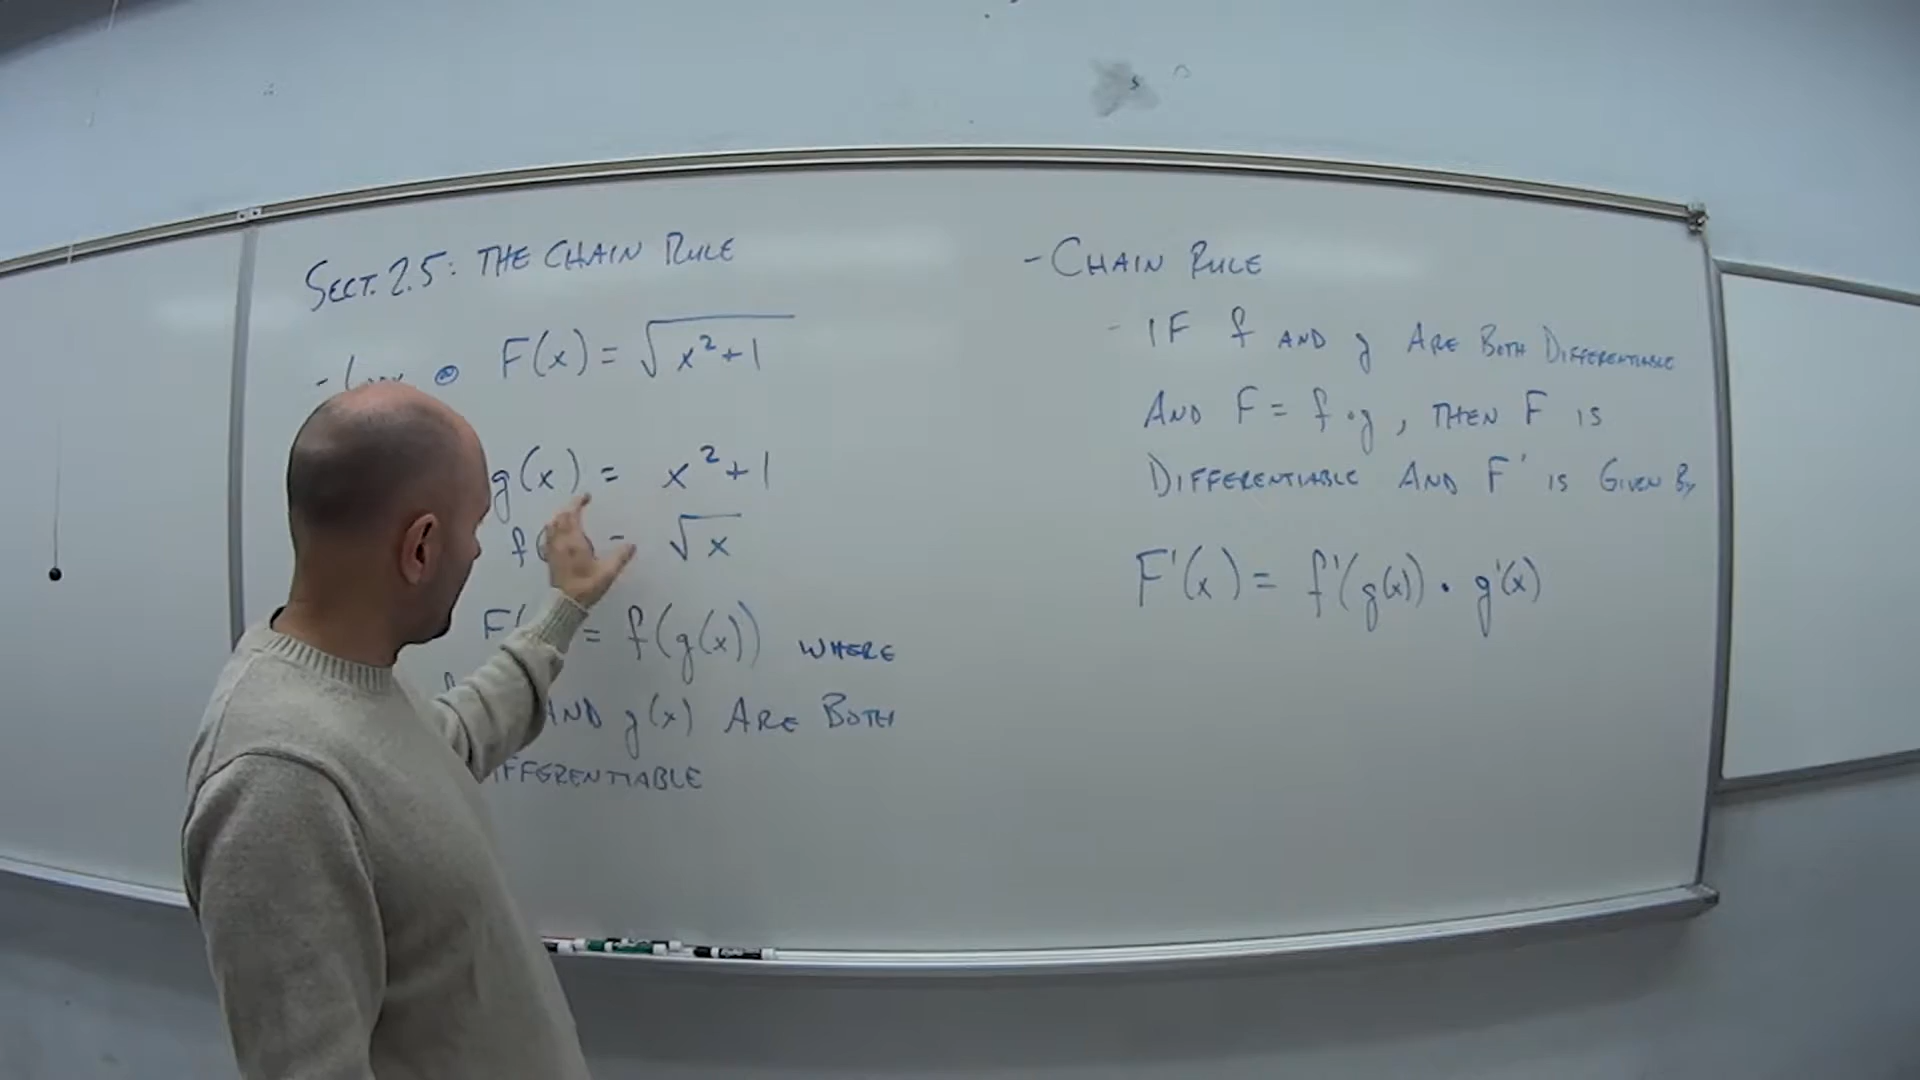 SECT. 2.5: THE CHAIN RULE
- @ F(x) = √(x²+1)
g(x) = x²+1
f( ) = √x
F( = f(g(x)) WHERE
AND g(x) ARE BOTH
IFFERENTIABLE
- CHAIN RULE
- IF f AND g ARE BOTH DIFFERENTIABLE
AND F = f∘g, THEN F IS
DIFFERENTIABLE AND F' IS GIVEN BY
F'(x) = f'(g(x)) · g'(x)